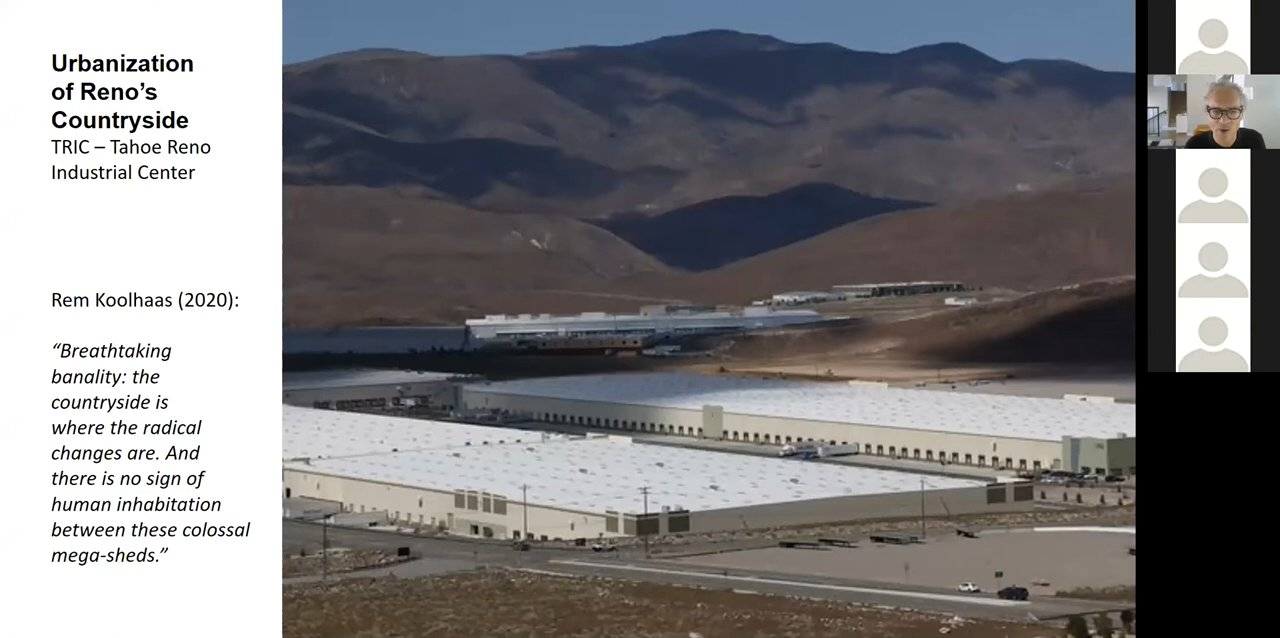 Urbanization
of Reno’s
Countryside
TRIC – Tahoe Reno
Industrial Center
Rem Koolhaas (2020):
“Breathtaking
banality: the
countryside is
where the radical
changes are. And
there is no sign of
human inhabitation
between these colossal
mega-sheds.”